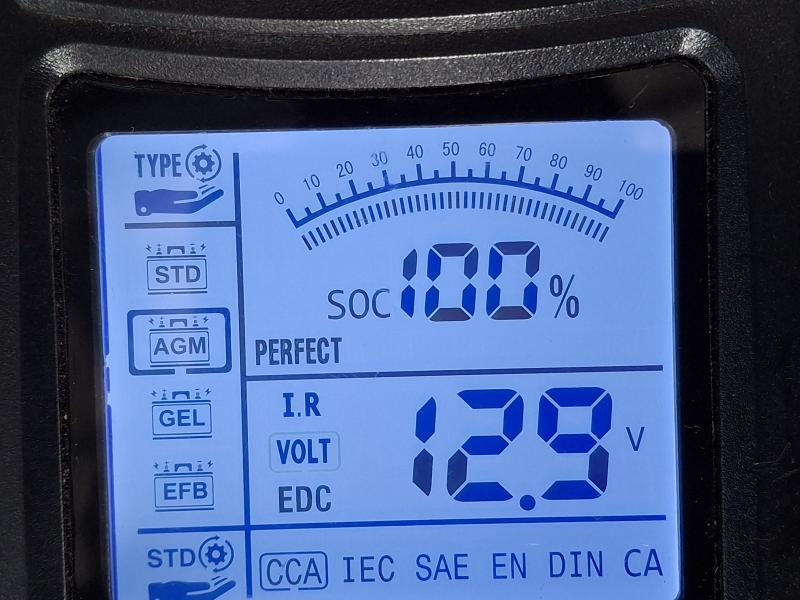 TYPE
0 10 20 30 40 50 60 70 80 90 100
STD
SOC 100 %
AGM
PERFECT
GEL
I.R
VOLT
12.9 V
EFB
EDC
STD
CCA IEC SAE EN DIN CA